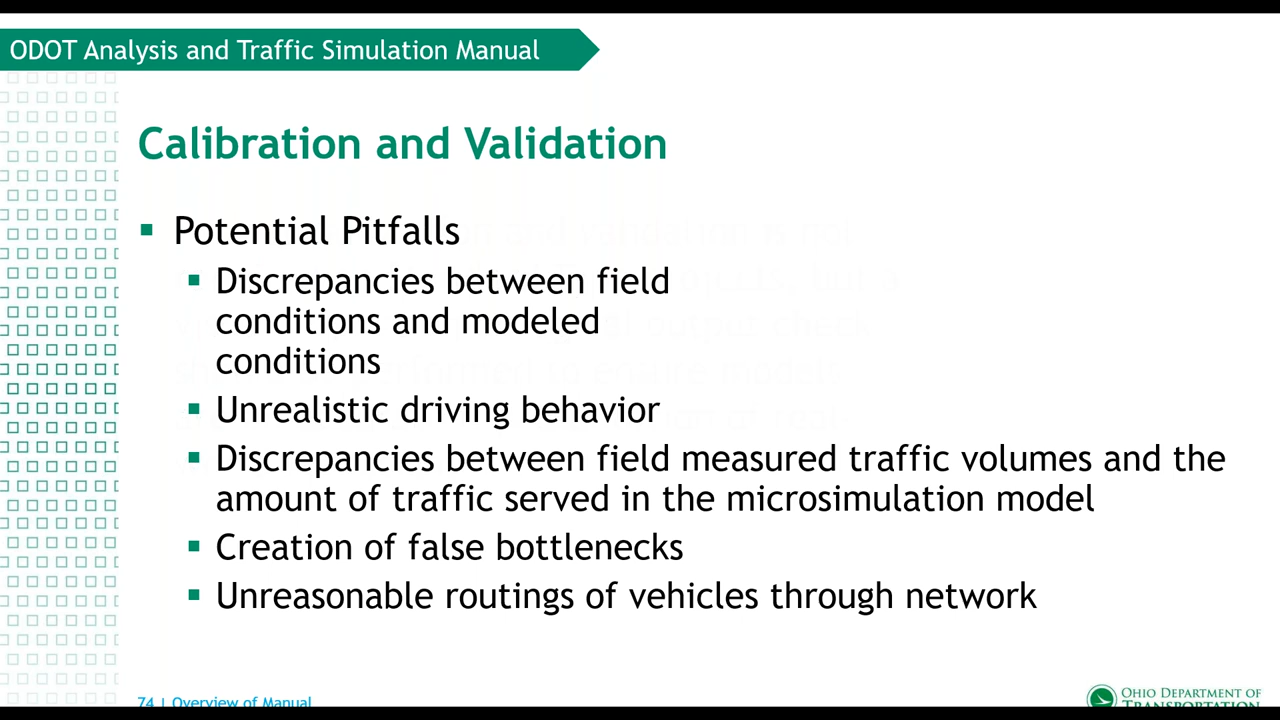 ODOT Analysis and Traffic Simulation Manual
Calibration and Validation
Potential Pitfalls
Discrepancies between field
conditions and modeled
conditions
Unrealistic driving behavior
Discrepancies between field measured traffic volumes and the
amount of traffic served in the microsimulation model
Creation of false bottlenecks
Unreasonable routings of vehicles through network
74 | Overview of Manual
OHIO DEPARTMENT OF
TRANSPORTATION